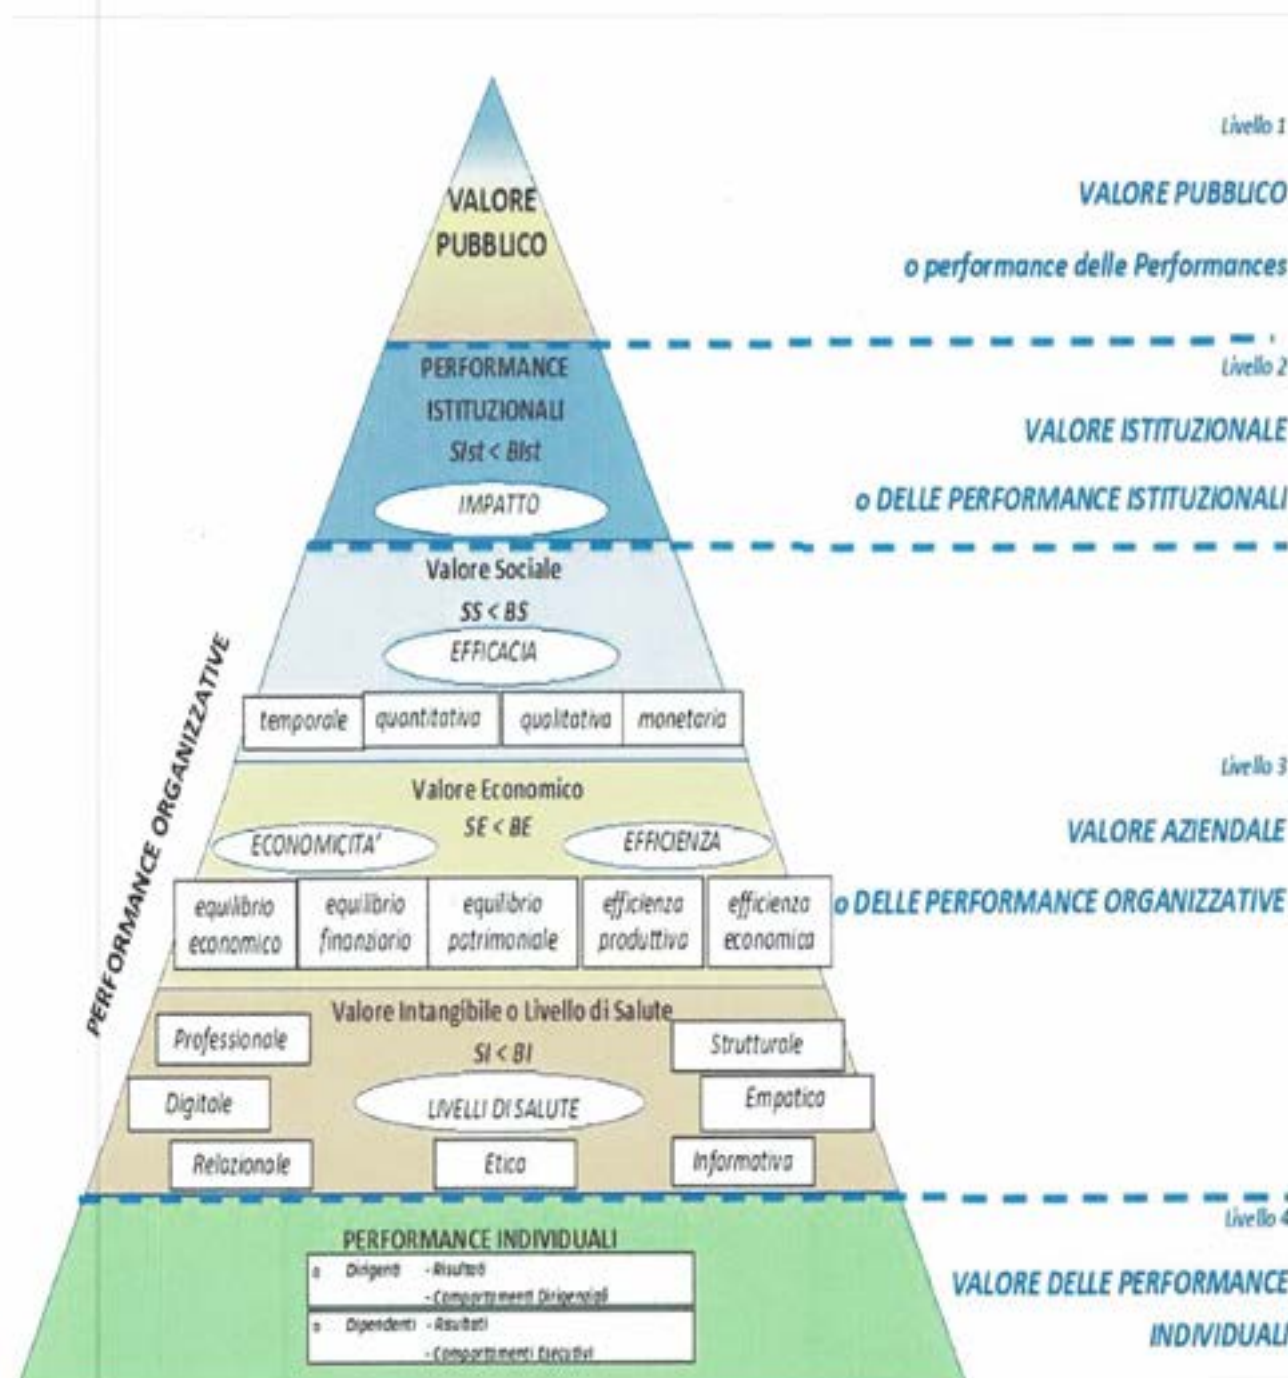 Livello 1
VALORE
PUBBLICO
VALORE PUBBLICO
o performance delle Performances
PERFORMANCE
ISTITUZIONALI
SIst < BIst
IMPATTO
Livello 2
VALORE ISTITUZIONALE
o DELLE PERFORMANCE ISTITUZIONALI
PERFORMANCE ORGANIZZATIVE
Valore Sociale
SS < BS
EFFICACIA
temporale quantitativa qualitativa monetaria
Valore Economico
SE < BE
ECONOMICITA' EFFICIENZA
equilibrio economico
equilibrio finanziario
equilibrio patrimoniale
efficienza produttiva
efficienza economica
Livello 3
VALORE AZIENDALE
o DELLE PERFORMANCE ORGANIZZATIVE
Valore Intangibile o Livello di Salute
SI < BI
Professionale Strutturale
Digitale LIVELLI DI SALUTE Empatica
Relazionale Etica Informativa
PERFORMANCE INDIVIDUALI
o Dirigenti - Risultati
- Comportamenti Dirigenziali
o Dipendenti - Risultati
- Comportamenti Esecutivi
Livello 4
VALORE DELLE PERFORMANCE
INDIVIDUALI